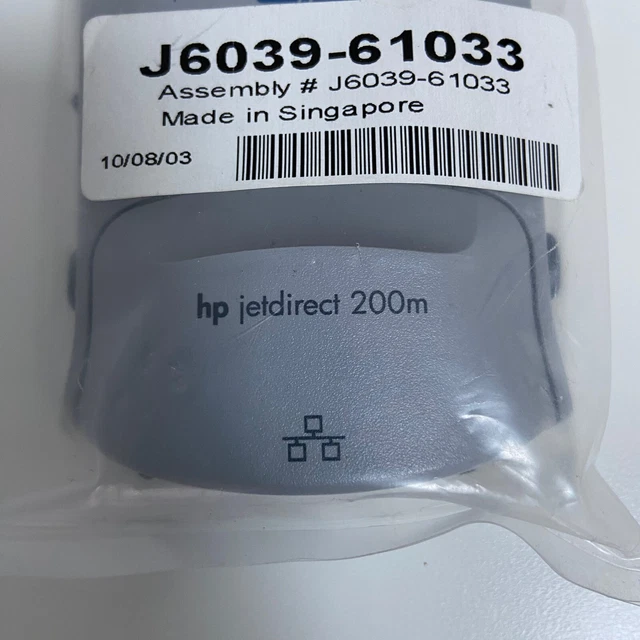 J6039-61033
Assembly # J6039-61033
Made in Singapore
10/08/03
hp jetdirect 200m